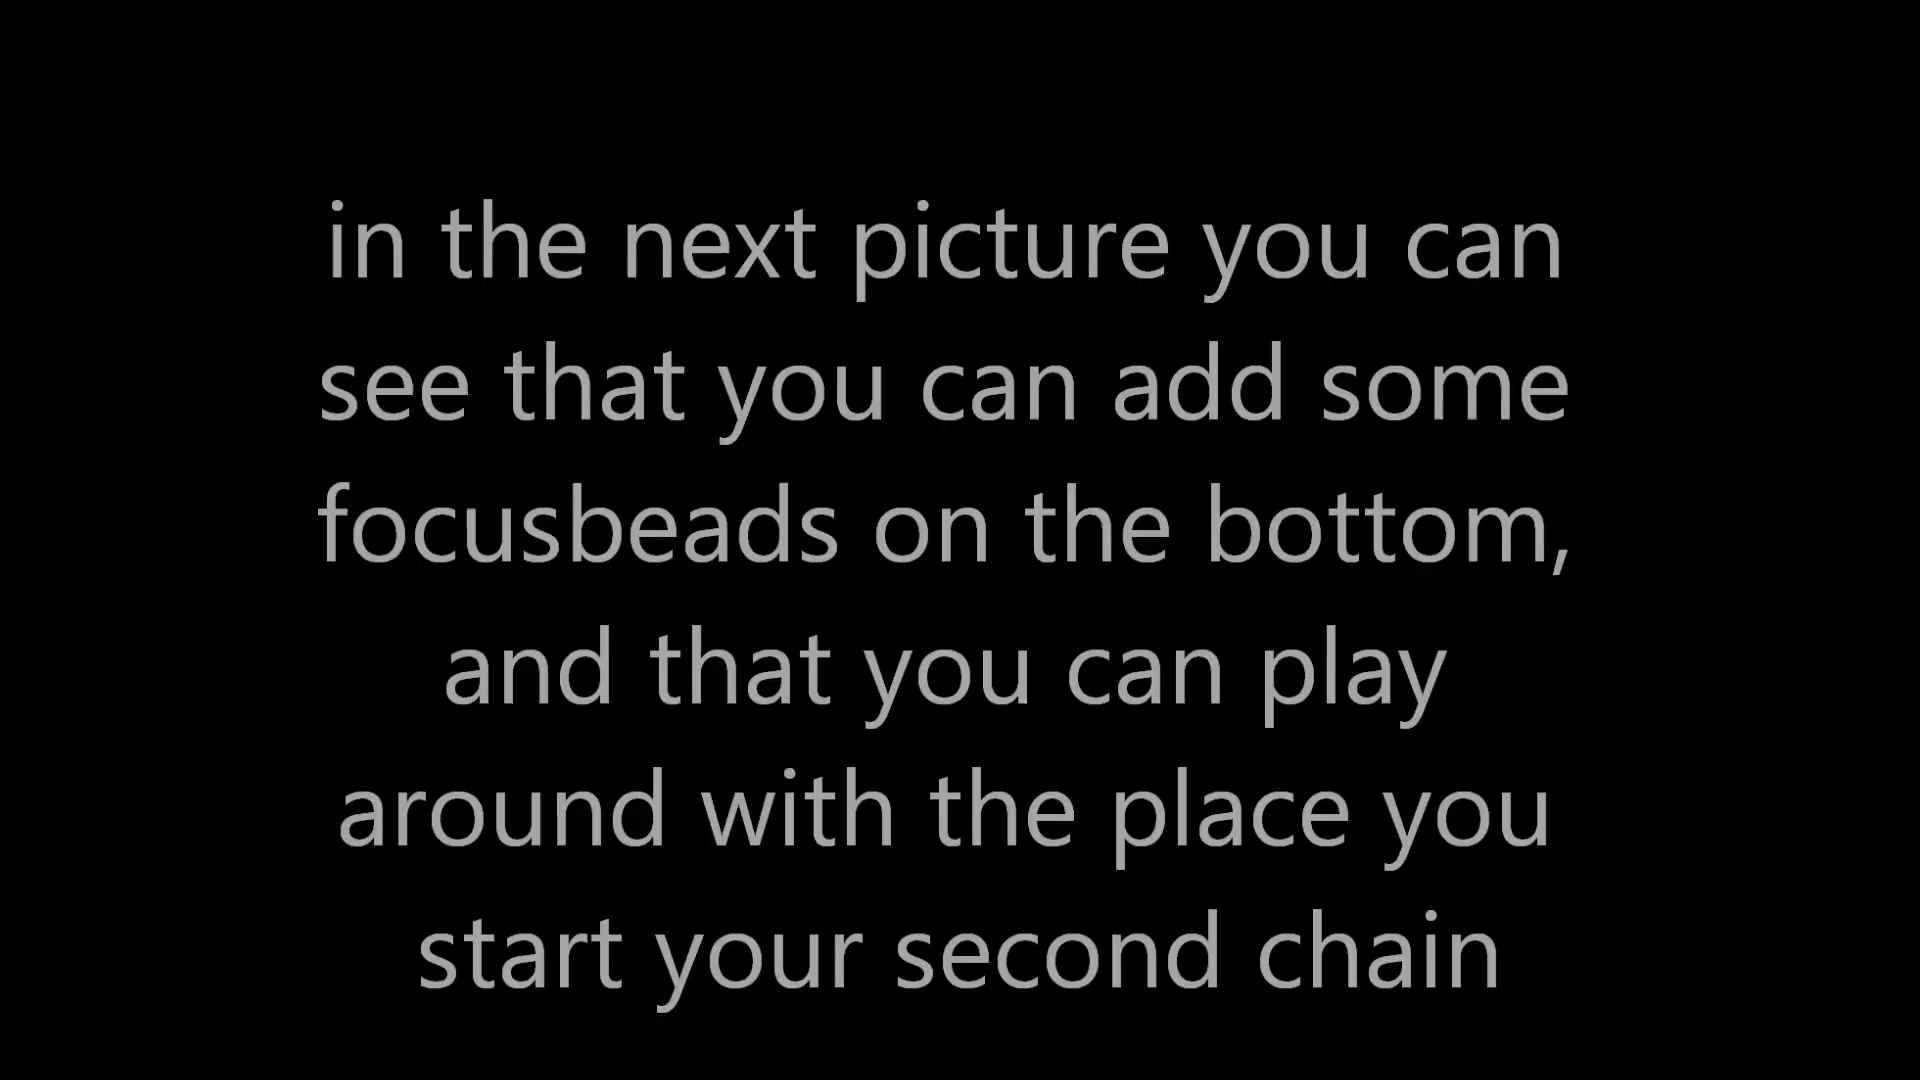 in the next picture you can
see that you can add some
focusbeads on the bottom,
and that you can play
around with the place you
start your second chain